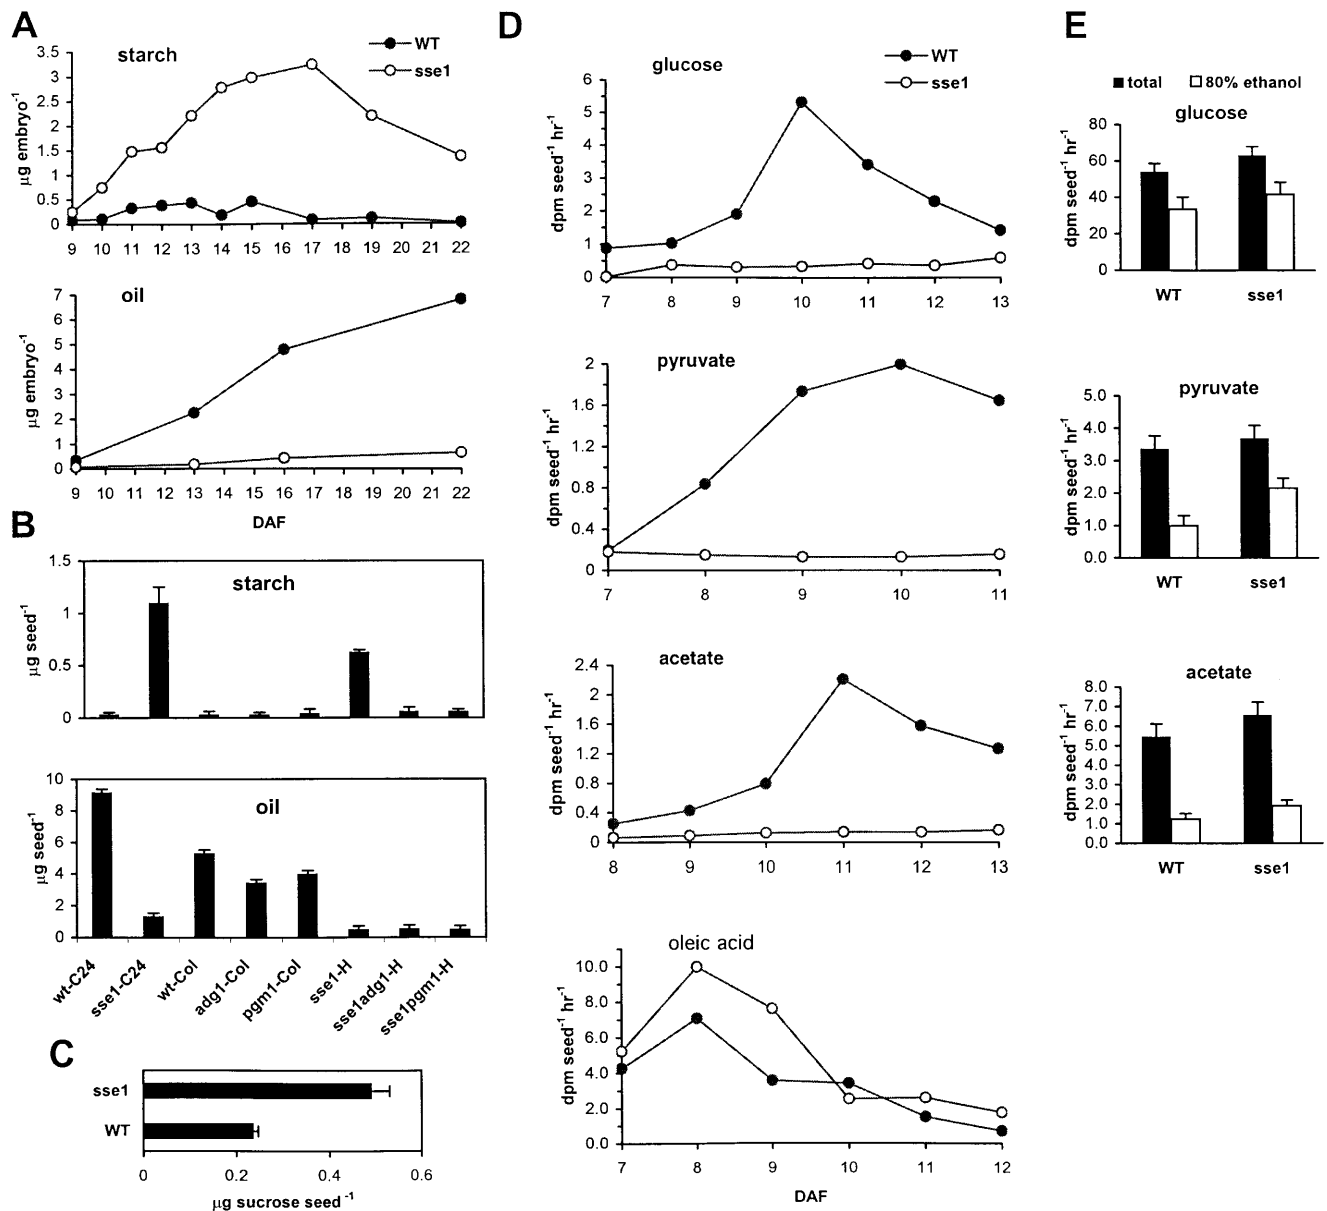 A
starch
WT
sse1
3.5
3
2.5
2
1.5
1
0.5
0
µg embryo⁻¹
9 10 11 12 13 14 15 16 17 18 19 20 21 22
oil
7
6
5
4
3
2
1
0
µg embryo⁻¹
9 10 11 12 13 14 15 16 17 18 19 20 21 22
DAF
B
starch
1.5
1
0.5
0
µg seed⁻¹
oil
10
8
6
4
2
0
µg seed⁻¹
wt-C24
sse1-C24
wt-Col
adg1-Col
pgm1-Col
sse1-H
sse1adg1-H
sse1pgm1-H
C
sse1
WT
0 0.2 0.4 0.6
µg sucrose seed⁻¹
D
glucose
WT
sse1
6
5
4
3
2
1
0
dpm seed⁻¹ hr⁻¹
7 8 9 10 11 12 13
pyruvate
2
1.6
1.2
0.8
0.4
0
dpm seed⁻¹ hr⁻¹
7 8 9 10 11
acetate
2.4
2
1.6
1.2
0.8
0.4
0
dpm seed⁻¹ hr⁻¹
8 9 10 11 12 13
oleic acid
10.0
8.0
6.0
4.0
2.0
0.0
dpm seed⁻¹ hr⁻¹
7 8 9 10 11 12
DAF
E
total 80% ethanol
glucose
80
60
40
20
0
dpm seed⁻¹ hr⁻¹
WT sse1
pyruvate
5.0
4.0
3.0
2.0
1.0
0.0
dpm seed⁻¹ hr⁻¹
WT sse1
acetate
8.0
7.0
6.0
5.0
4.0
3.0
2.0
1.0
0.0
dpm seed⁻¹ hr⁻¹
WT sse1